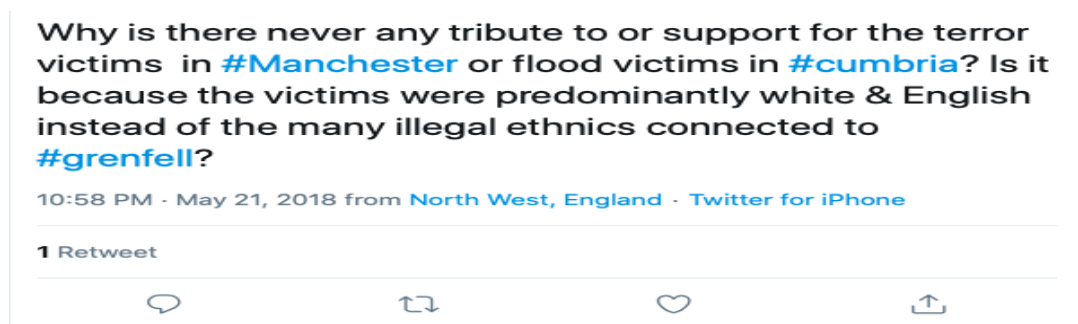 Why is there never any tribute to or support for the terror
victims  in #Manchester or flood victims in #cumbria? Is it
because the victims were predominantly white & English
instead of the many illegal ethnics connected to
#grenfell?
10:58 PM · May 21, 2018 from North West, England · Twitter for iPhone
1 Retweet